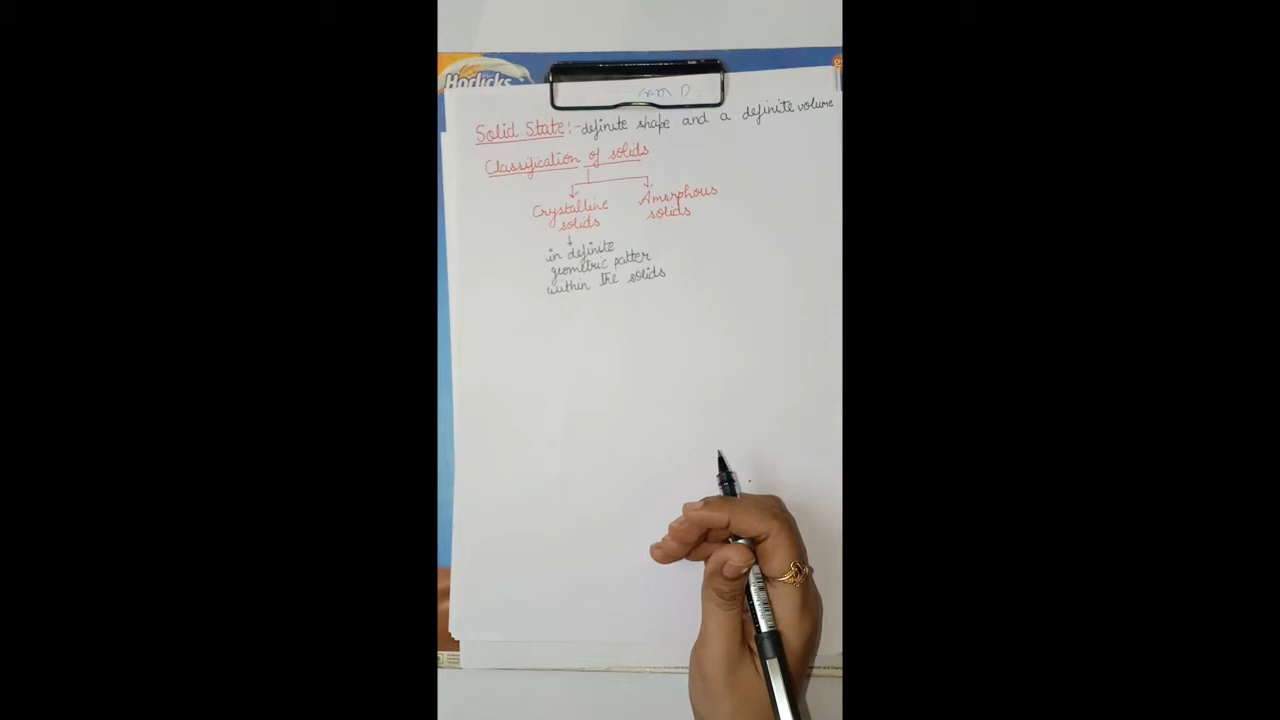 Horlicks
Solid State:- definite shape and a definite volume
Classification of solids
Crystalline solids
Amorphous solids
in definite
geometric patter
within the solids